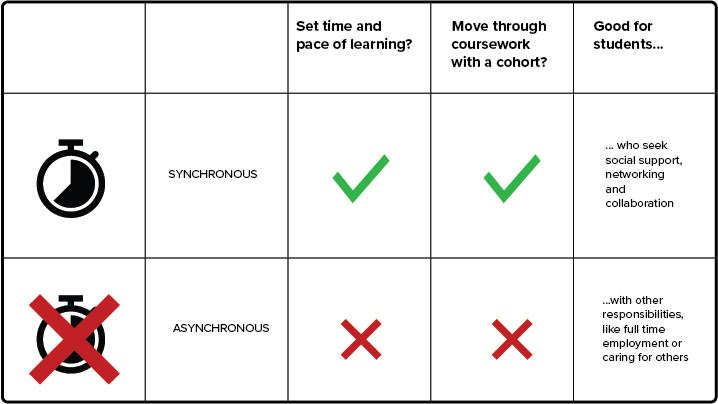 Set time and
pace of learning?
Move through
coursework
with a cohort?
Good for
students...
SYNCHRONOUS
... who seek
social support,
networking
and
collaboration
ASYNCHRONOUS
...with other
responsibilities,
like full time
employment or
caring for others